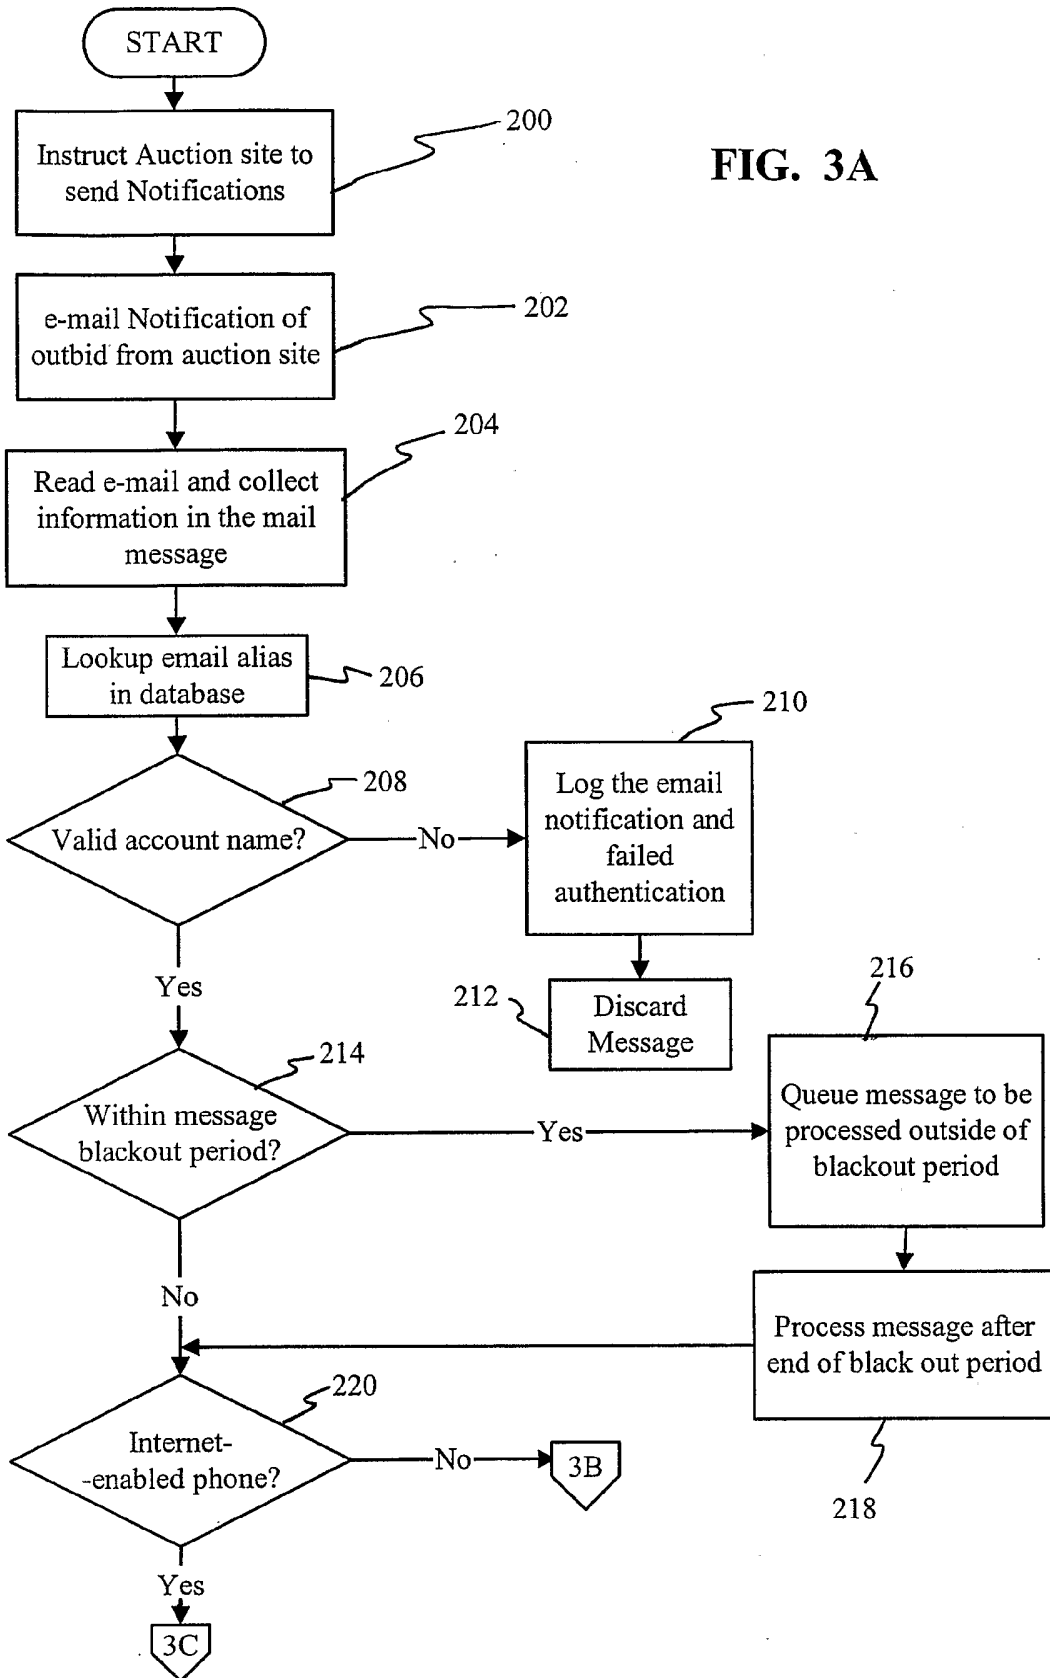 START
200
FIG. 3A
Instruct Auction site to
send Notifications
202
e-mail Notification of
outbid from auction site
204
Read e-mail and collect
information in the mail
message
Lookup email alias
in database
206
210
208
Valid account name?
No
Log the email
notification and
failed
authentication
Yes
212
Discard
Message
216
214
Within message
blackout period?
Yes
Queue message to be
processed outside of
blackout period
No
Process message after
end of black out period
220
Internet-
-enabled phone?
No
3B
218
Yes
3C